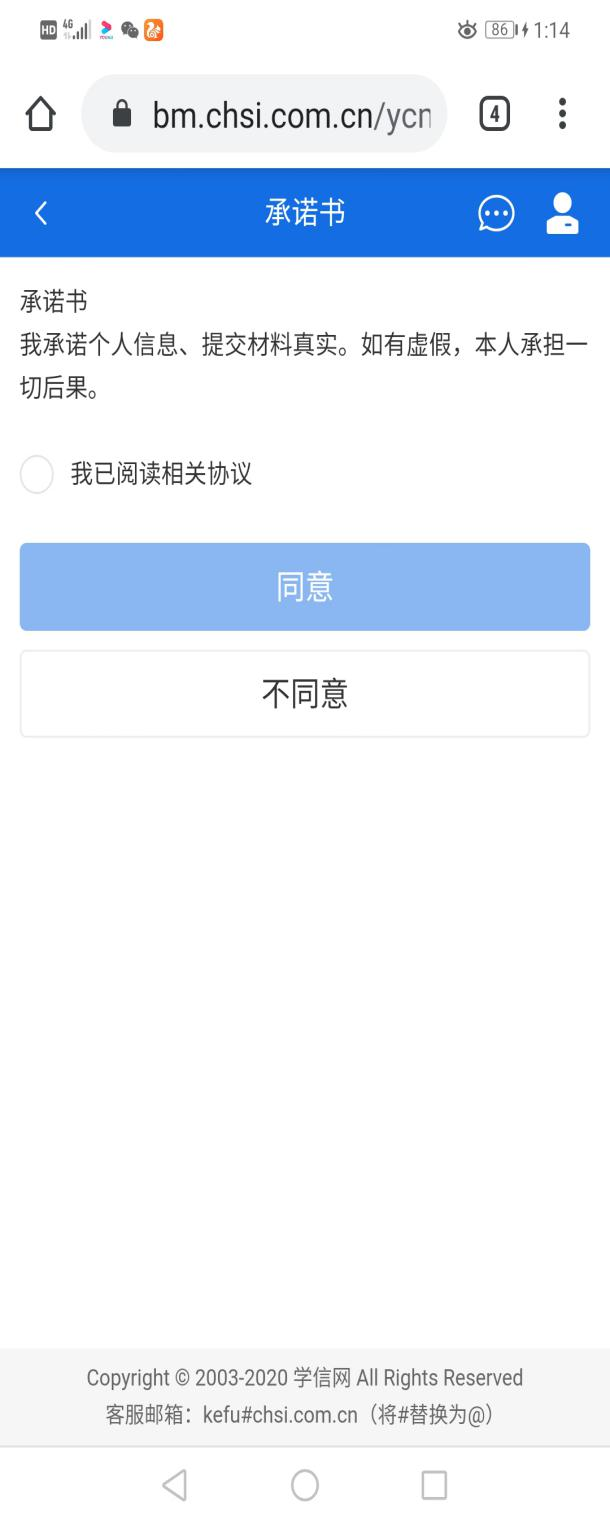 HD 4G 86 1:14
bm.chsi.com.cn/ycn
4
承诺书
承诺书
我承诺个人信息、提交材料真实。如有虚假，本人承担一
切后果。
我已阅读相关协议
同意
不同意
Copyright © 2003-2020 学信网 All Rights Reserved
客服邮箱：kefu#chsi.com.cn（将#替换为@）